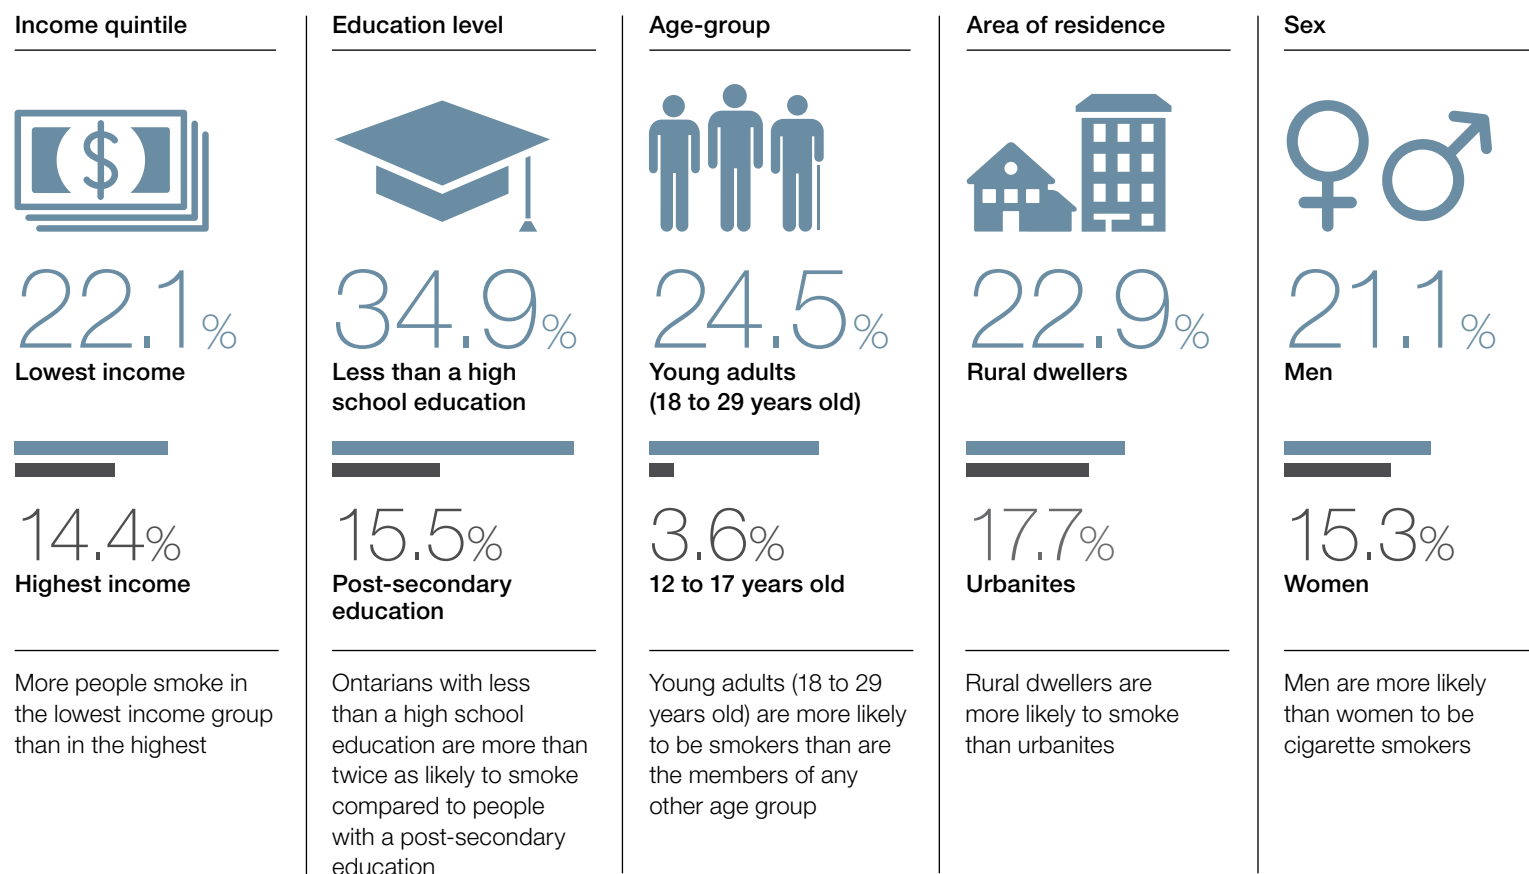 Income quintile
$
22.1%
Lowest income
14.4%
Highest income
More people smoke in
the lowest income group
than in the highest
Education level
34.9%
Less than a high
school education
15.5%
Post-secondary
education
Ontarians with less
than a high school
education are more than
twice as likely to smoke
compared to people
with a post-secondary
education
Age-group
24.5%
Young adults
(18 to 29 years old)
3.6%
12 to 17 years old
Young adults (18 to 29
years old) are more likely
to be smokers than are
the members of any
other age group
Area of residence
22.9%
Rural dwellers
17.7%
Urbanites
Rural dwellers are
more likely to smoke
than urbanites
Sex
21.1%
Men
15.3%
Women
Men are more likely
than women to be
cigarette smokers